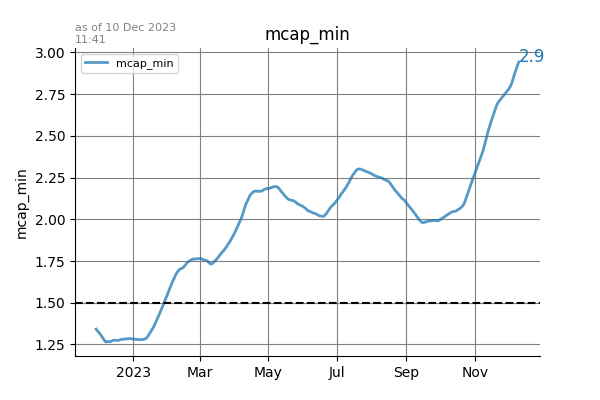 as of 10 Dec 2023
11:41
mcap_min
3.00
2.9
mcap_min
2.75
2.50
2.25
mcap_min
2.00
1.75
1.50
1.25
2023 Mar May Jul Sep Nov